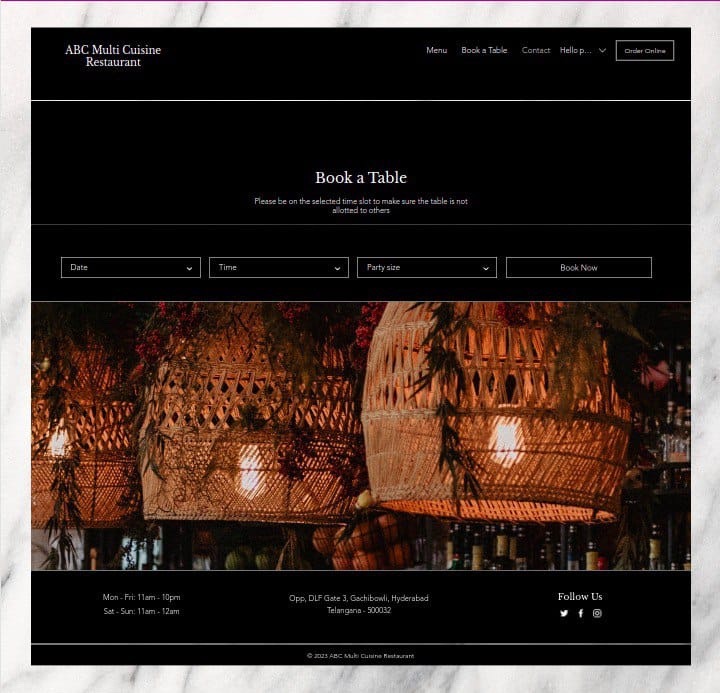 ABC Multi Cuisine
Restaurant
Menu
Book a Table
Contact
Hello p...
Order Online
Book a Table
Please be on the selected time slot to make sure the table is not
allotted to others
Date
Time
Party size
Book Now
Mon - Fri: 11am - 10pm
Sat - Sun: 11am - 12am
Opp, DLF Gate 3, Gachibowli, Hyderabad
Telangana - 500032
Follow Us
© 2023 ABC Multi Cuisine Restaurant